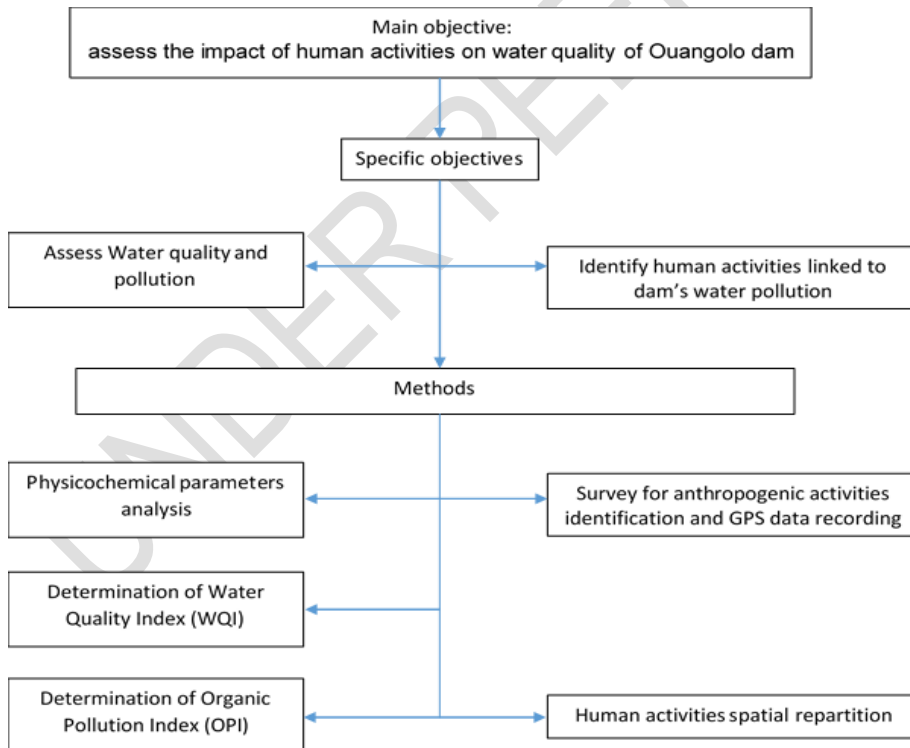 Main objective:
assess the impact of human activities on water quality of Ouangolo dam
Specific objectives
Assess Water quality and
pollution
Identify human activities linked to
dam's water pollution
Methods
Physicochemical parameters
analysis
Survey for anthropogenic activities
identification and GPS data recording
Determination of Water
Quality Index (WQI)
Determination of Organic
Pollution Index (OPI)
Human activities spatial repartition
UNDER